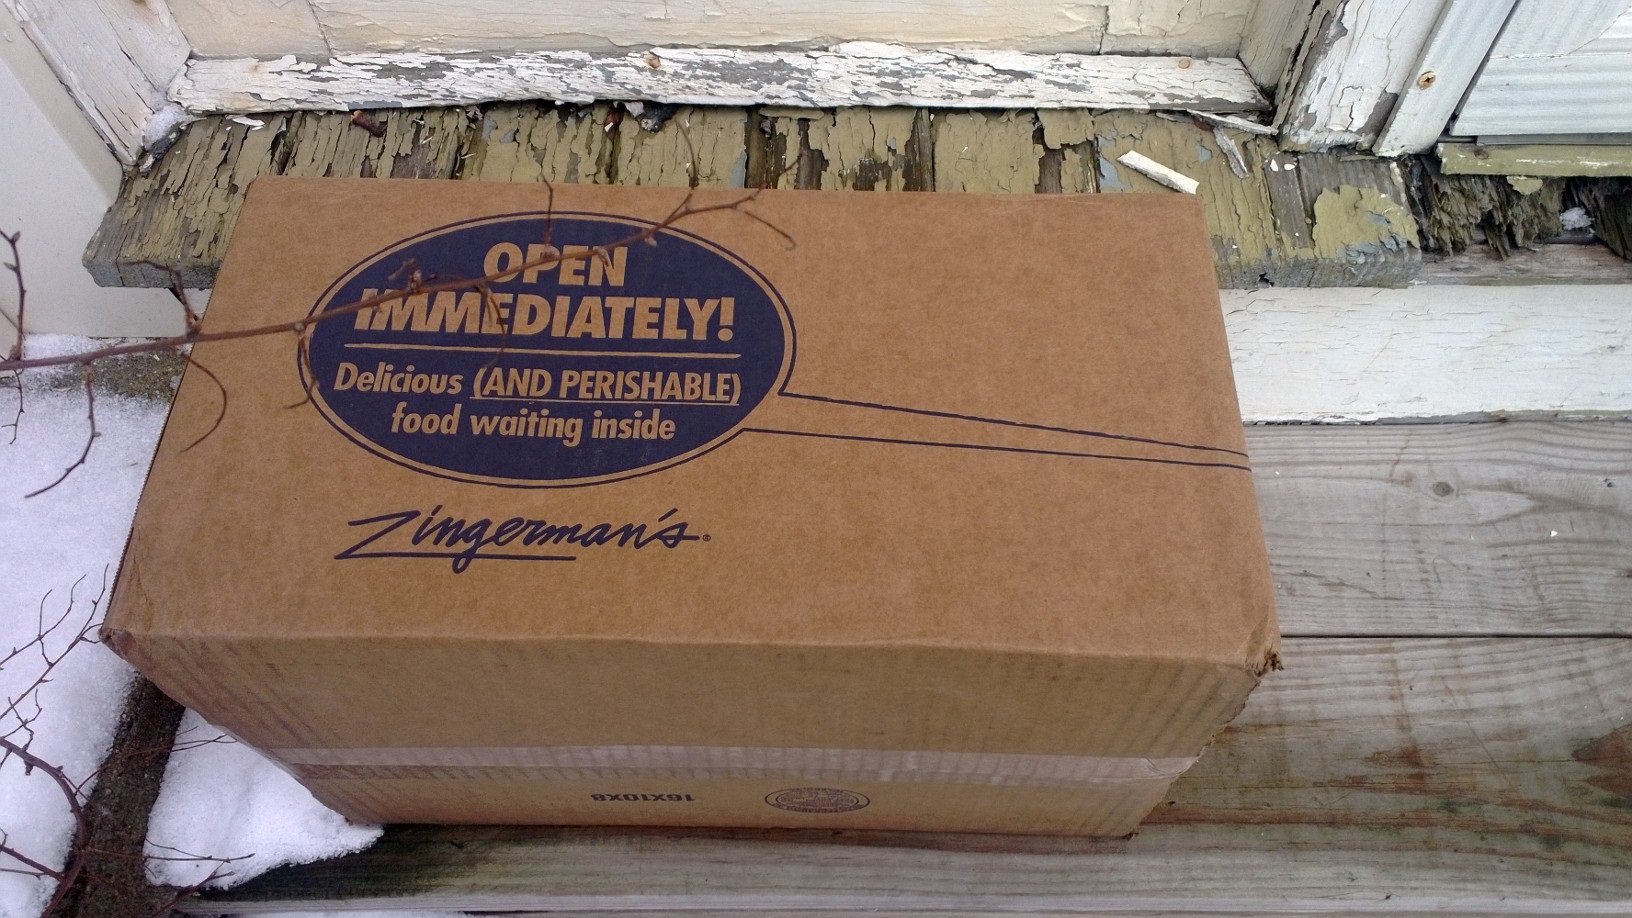 OPEN
IMMEDIATELY!
Delicious (AND PERISHABLE)
food waiting inside
Zingerman's®
16X10X8